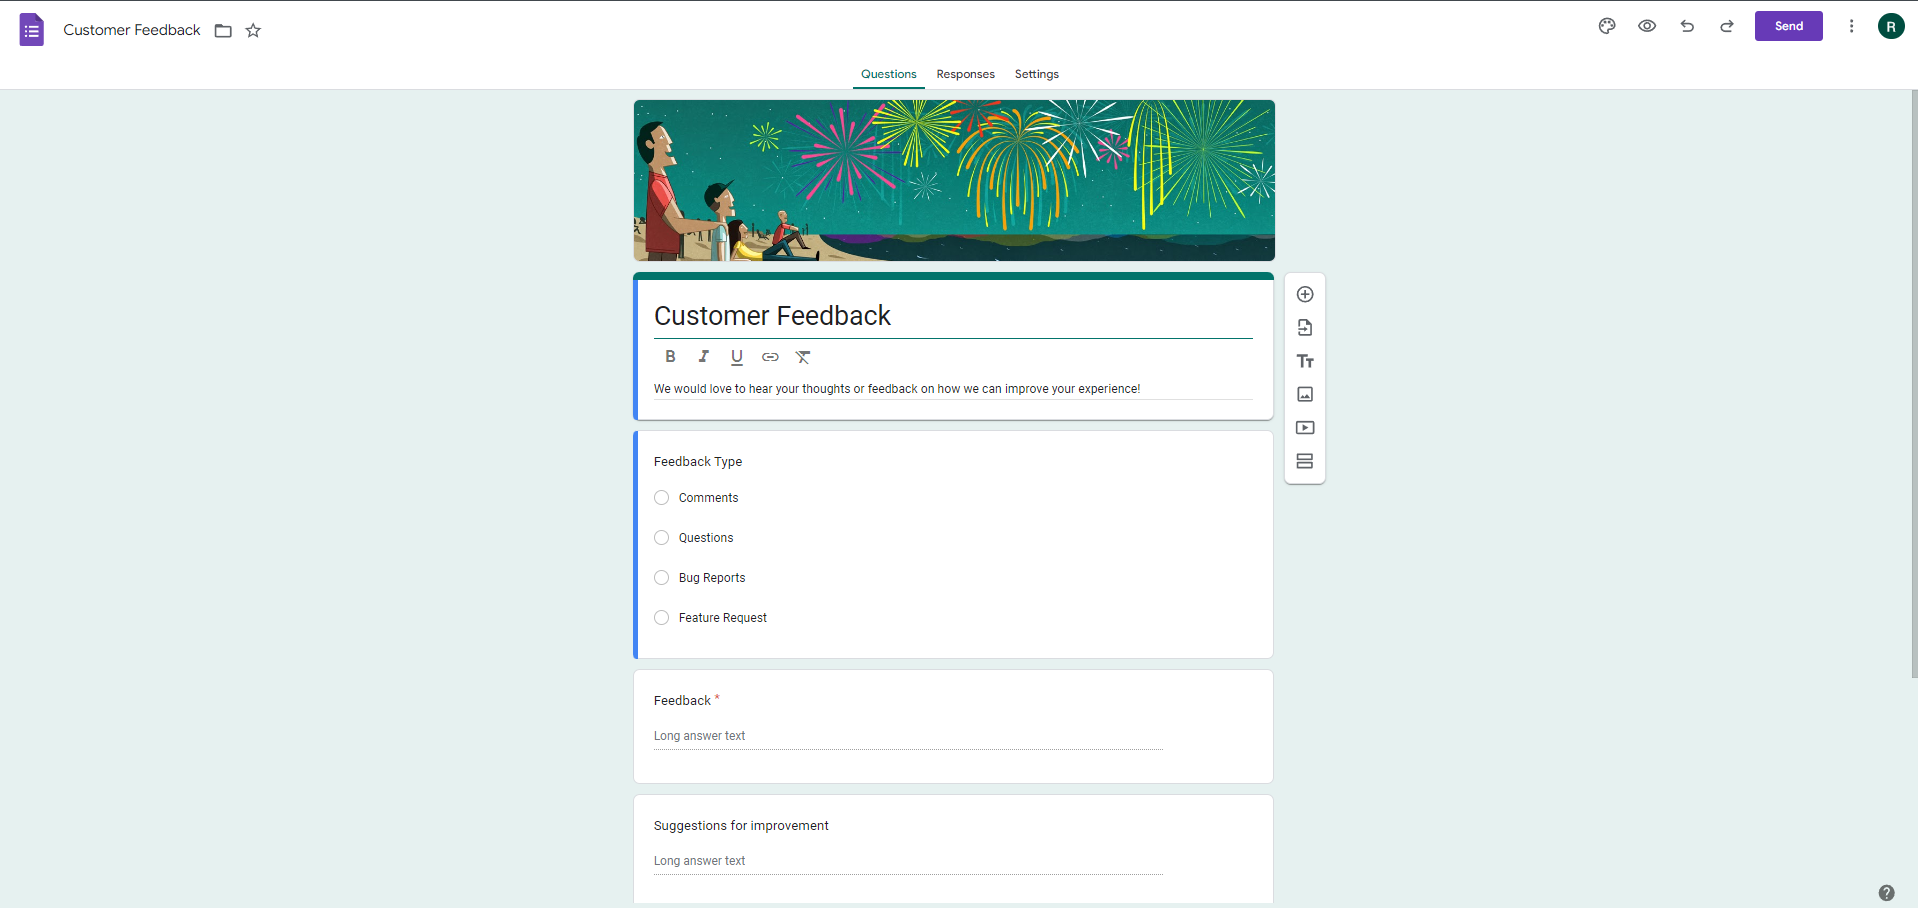 Customer Feedback
Send
R
Questions Responses Settings
Customer Feedback
B I U
We would love to hear your thoughts or feedback on how we can improve your experience!
Tт
Feedback Type
Comments
Questions
Bug Reports
Feature Request
Feedback *
Long answer text
Suggestions for improvement
Long answer text
?